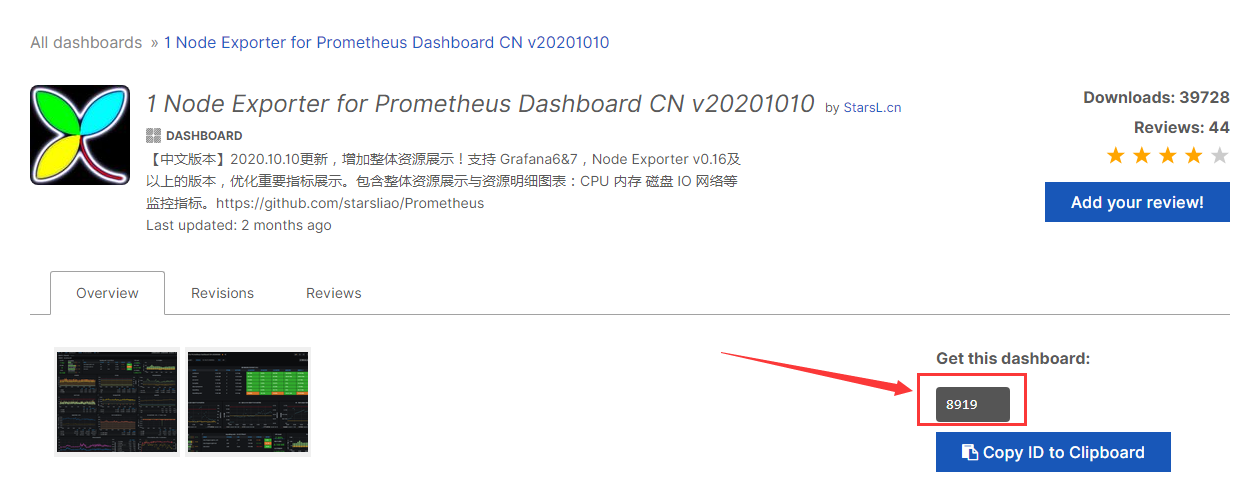 All dashboards » 1 Node Exporter for Prometheus Dashboard CN v20201010
1 Node Exporter for Prometheus Dashboard CN v20201010 by StarsL.cn
DASHBOARD
【中文版本】2020.10.10更新，增加整体资源展示！支持 Grafana6&7，Node Exporter v0.16及
以上的版本，优化重要指标展示。包含整体资源展示与资源明细图表：CPU 内存 磁盘 IO 网络等
监控指标。https://github.com/starsliao/Prometheus
Last updated: 2 months ago
Downloads: 39728
Reviews: 44
Add your review!
Overview
Revisions
Reviews
Get this dashboard:
8919
Copy ID to Clipboard